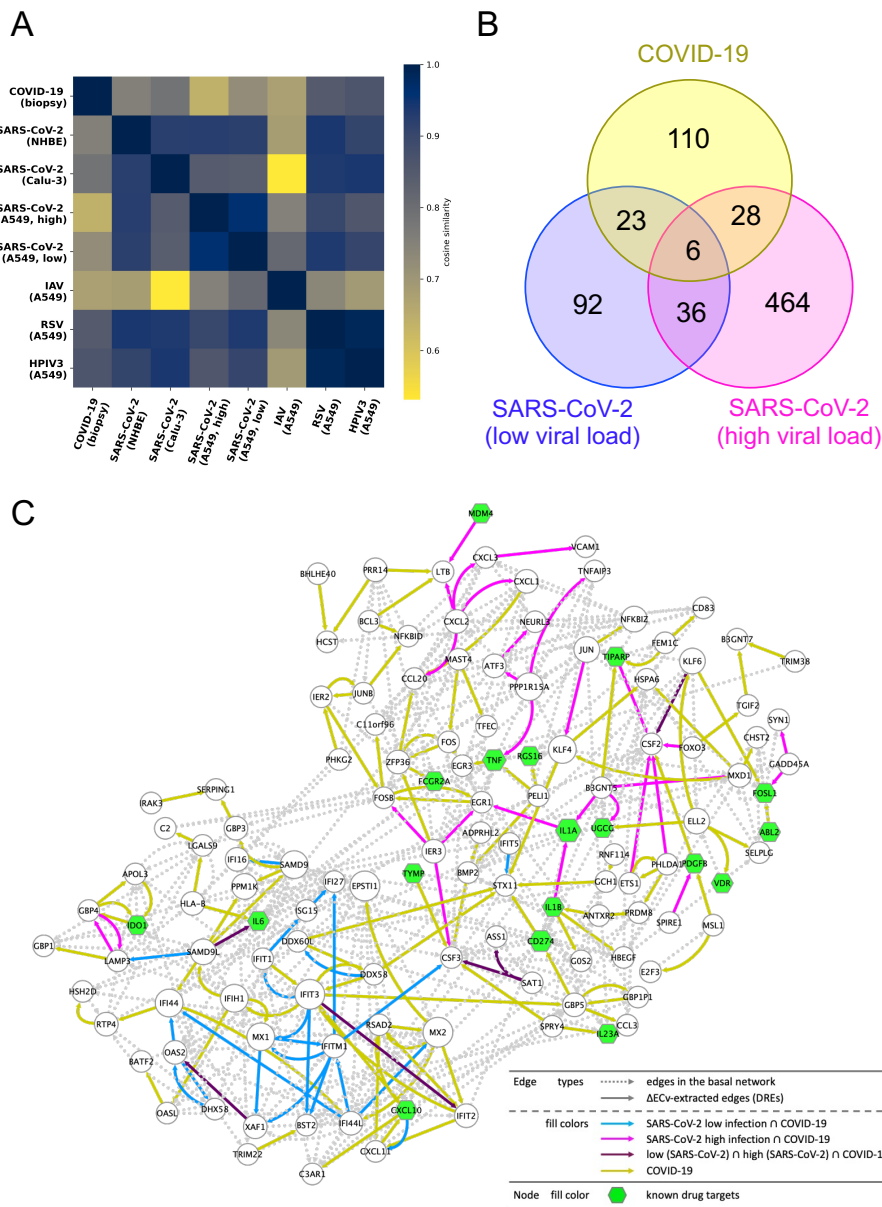 A
B
COVID-19
(biopsy)
SARS-CoV-2
(NHBE)
SARS-CoV-2
(Calu-3)
SARS-CoV-2
(A549, high)
SARS-CoV-2
(A549, low)
IAV
(A549)
RSV
(A549)
HPIV3
(A549)
COVID-19
(biopsy)
SARS-CoV-2
(NHBE)
SARS-CoV-2
(Calu-3)
SARS-CoV-2
(A549, high)
SARS-CoV-2
(A549, low)
IAV
(A549)
RSV
(A549)
HPIV3
(A549)
1.0
0.9
0.8
0.7
0.6
cosine similarity
COVID-19
110
23
28
6
92
36
464
SARS-CoV-2
(low viral load)
SARS-CoV-2
(high viral load)
C
MDM4
VCAM1
CXCL3
TNFAIP3
LTB
CXCL1
BHLHE40
PRR14
CD83
NFKBIZ
BCL3
CXCL2
NEURL3
HCST
NFKBID
FEM1C
B3GNT7
JUN
TIPARP
KLF6
TRIM38
MAST4
ATF3
CCL20
HSPA6
PPP1R15A
IER2
JUNB
TGIF2
C11orf96
SYN1
TFEC
CHST2
FOS
KLF4
CSF2
FOXO3
PHKG2
ZFP36
EGR3
TNF
RGS16
GADD45A
MXD1
FCGR2A
B3GNT5
FOSL1
FOSB
EGR1
PELI1
SERPING1
IRAK3
ELL2
C2
GBP3
ADPRHL2
IFIT5
IL1A
UGCG
ABL2
LGALS9
IER3
SELPLG
IFI16
SAMD9
RNF114
PHLDA1
PDGFB
APOL3
TYMP
BMP2
IFI27
EPSTI1
STX11
GCH1
ETS1
VDR
PPM1K
GBP4
HLA-B
ISG15
IL1B
PRDM8
IDO1
IL6
ANTXR2
SPIRE1
MSL1
GBP1
LAMP3
SAMD9L
DDX60L
ASS1
CD274
IFIT1
CSF3
G0S2
HBEGF
DDX58
E2F3
HSH2D
SAT1
IFI44
IFIH1
IFIT3
GBP5
GBP1P1
RTP4
RSAD2
MX2
SPRY4
CCL3
MX1
IL23A
IFITM1
OAS2
BATF2
DHX58
CXCL10
OASL
XAF1
BST2
IFI44L
IFIT2
TRIM22
CXCL11
C3AR1
Edge types
edges in the basal network
ΔECv-extracted edges (DREs)
fill colors
SARS-CoV-2 low infection ∩ COVID-19
SARS-CoV-2 high infection ∩ COVID-19
low (SARS-CoV-2) ∩ high (SARS-CoV-2) ∩ COVID-1
COVID-19
Node fill color
known drug targets